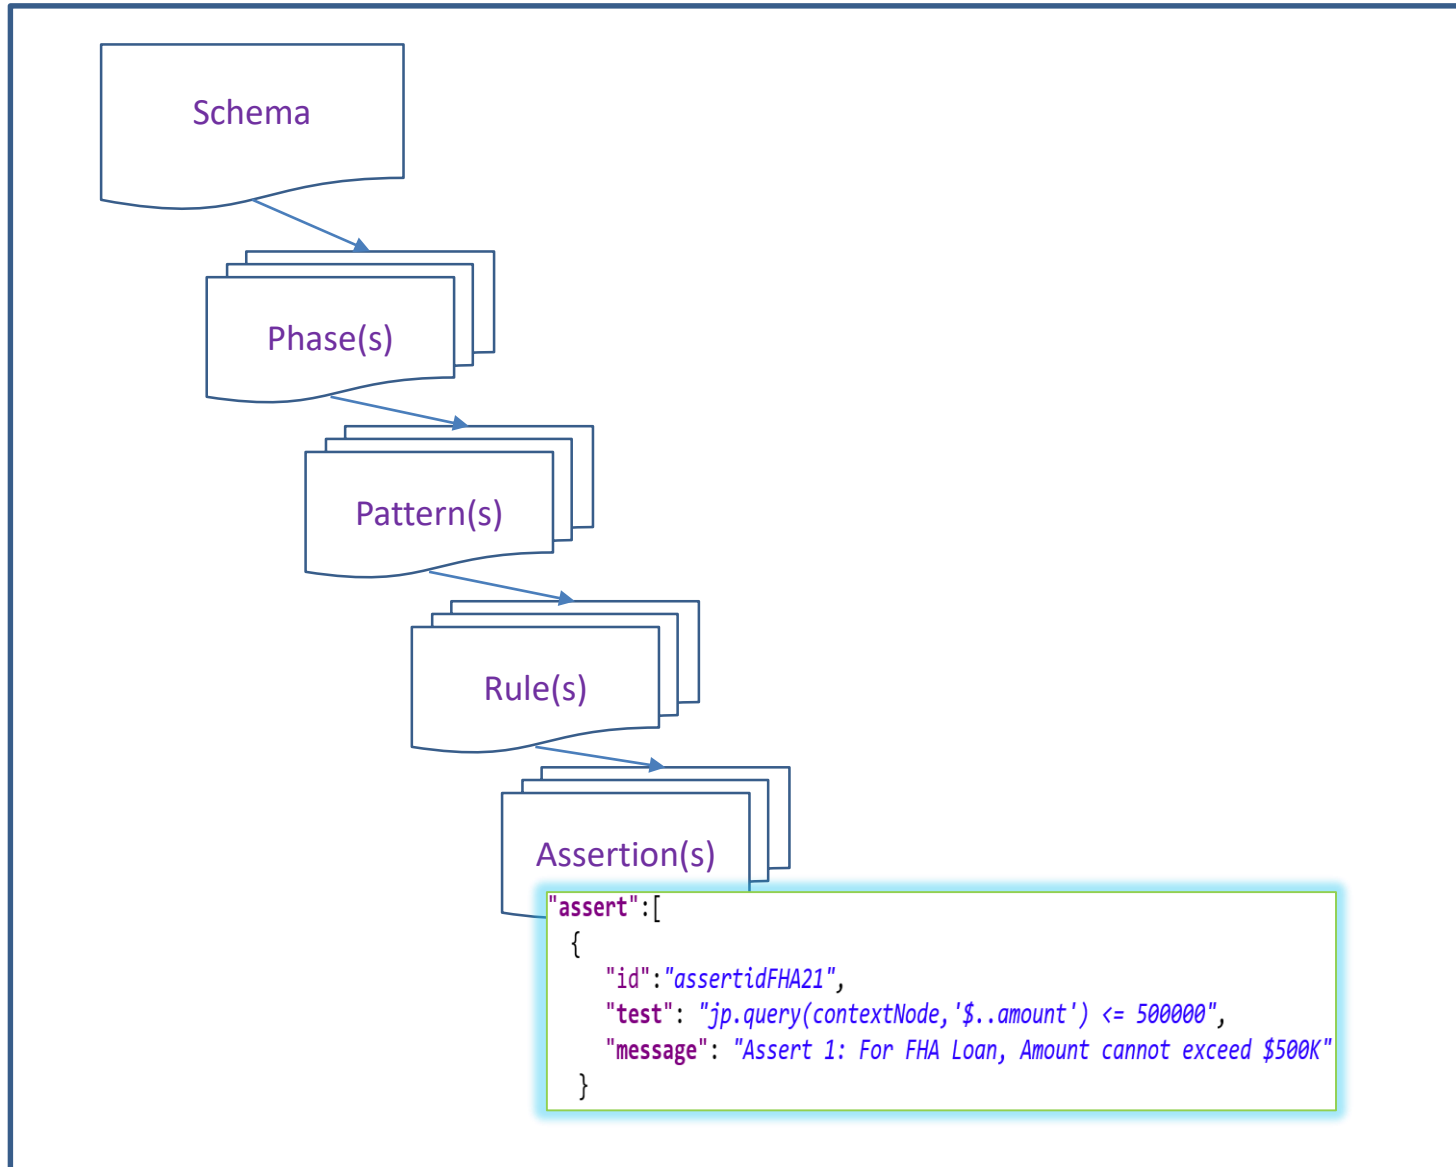 Schema
Phase(s)
Pattern(s)
Rule(s)
Assertion(s)
"assert":[
{
"id":"assertidFHA21",
"test": "jp.query(contextNode,'$..amount') <= 500000",
"message": "Assert 1: For FHA Loan, Amount cannot exceed $500K"
}